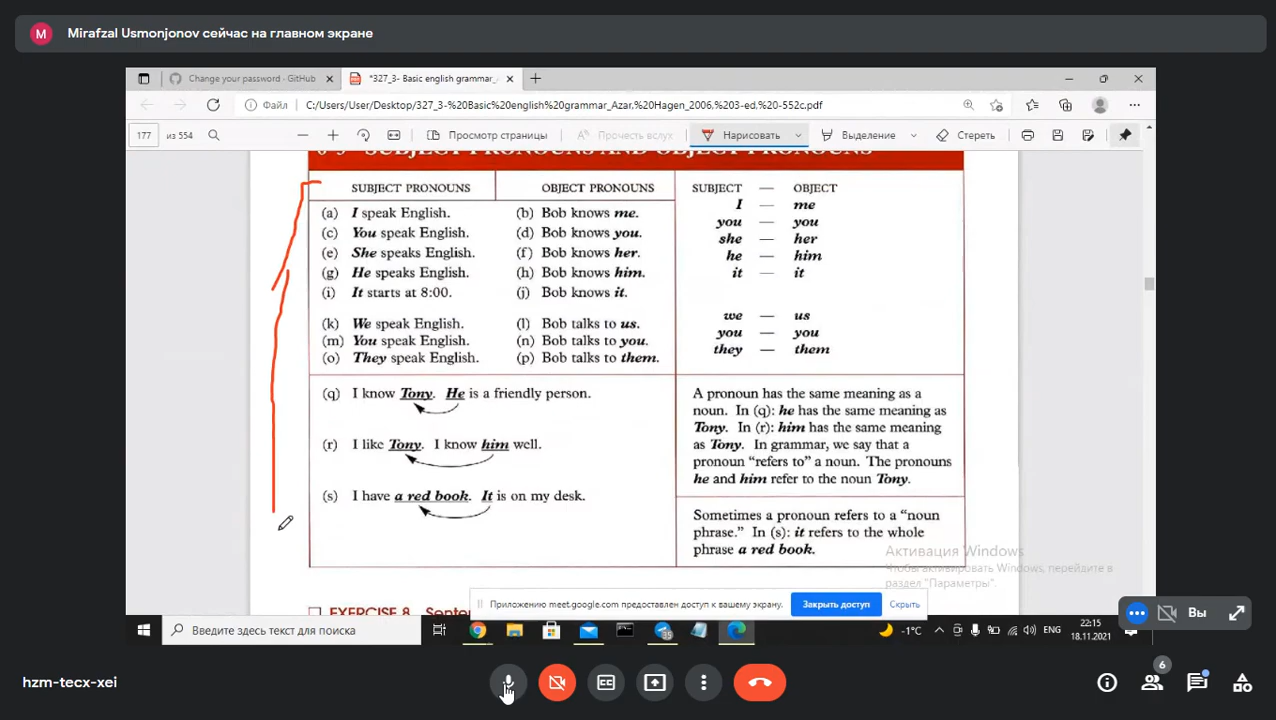 M Mirafzal Usmonjonov сейчас на главном экране
Change your password · GitHub
*327_3- Basic english grammar_
Файл C:/Users/User/Desktop/327_3-%20Basic%20english%20grammar_Azar,%20Hagen_2006.%203-ed,%20-552c.pdf
177 из 554 Просмотр страницы Прочесть вслух Нарисовать Выделение Стереть
SUBJECT PRONOUNS AND OBJECT PRONOUNS
SUBJECT PRONOUNS OBJECT PRONOUNS SUBJECT — OBJECT
(a) I speak English. (b) Bob knows me. I — me
(c) You speak English. (d) Bob knows you. you — you
(e) She speaks English. (f) Bob knows her. she — her
(g) He speaks English. (h) Bob knows him. he — him
(i) It starts at 8:00. (j) Bob knows it. it — it
(k) We speak English. (l) Bob talks to us. we — us
(m) You speak English. (n) Bob talks to you. you — you
(o) They speak English. (p) Bob talks to them. they — them
(q) I know Tony. He is a friendly person.
(r) I like Tony. I know him well.
(s) I have a red book. It is on my desk.
A pronoun has the same meaning as a
noun. In (q): he has the same meaning as
Tony. In (r): him has the same meaning
as Tony. In grammar, we say that a
pronoun “refers to” a noun. The pronouns
he and him refer to the noun Tony.
Sometimes a pronoun refers to a “noun
phrase.” In (s): it refers to the whole
phrase a red book.
Активация Windows
Чтобы активировать Windows, перейдите в
раздел "Параметры".
EXERCISE 8.
Приложению meet.google.com предоставлен доступ к вашему экрану. Закрыть доступ Скрыть
Вы
Введите здесь текст для поиска
35
-1°C
ENG
22:15
18.11.2021
hzm-tecx-xei
CC
6